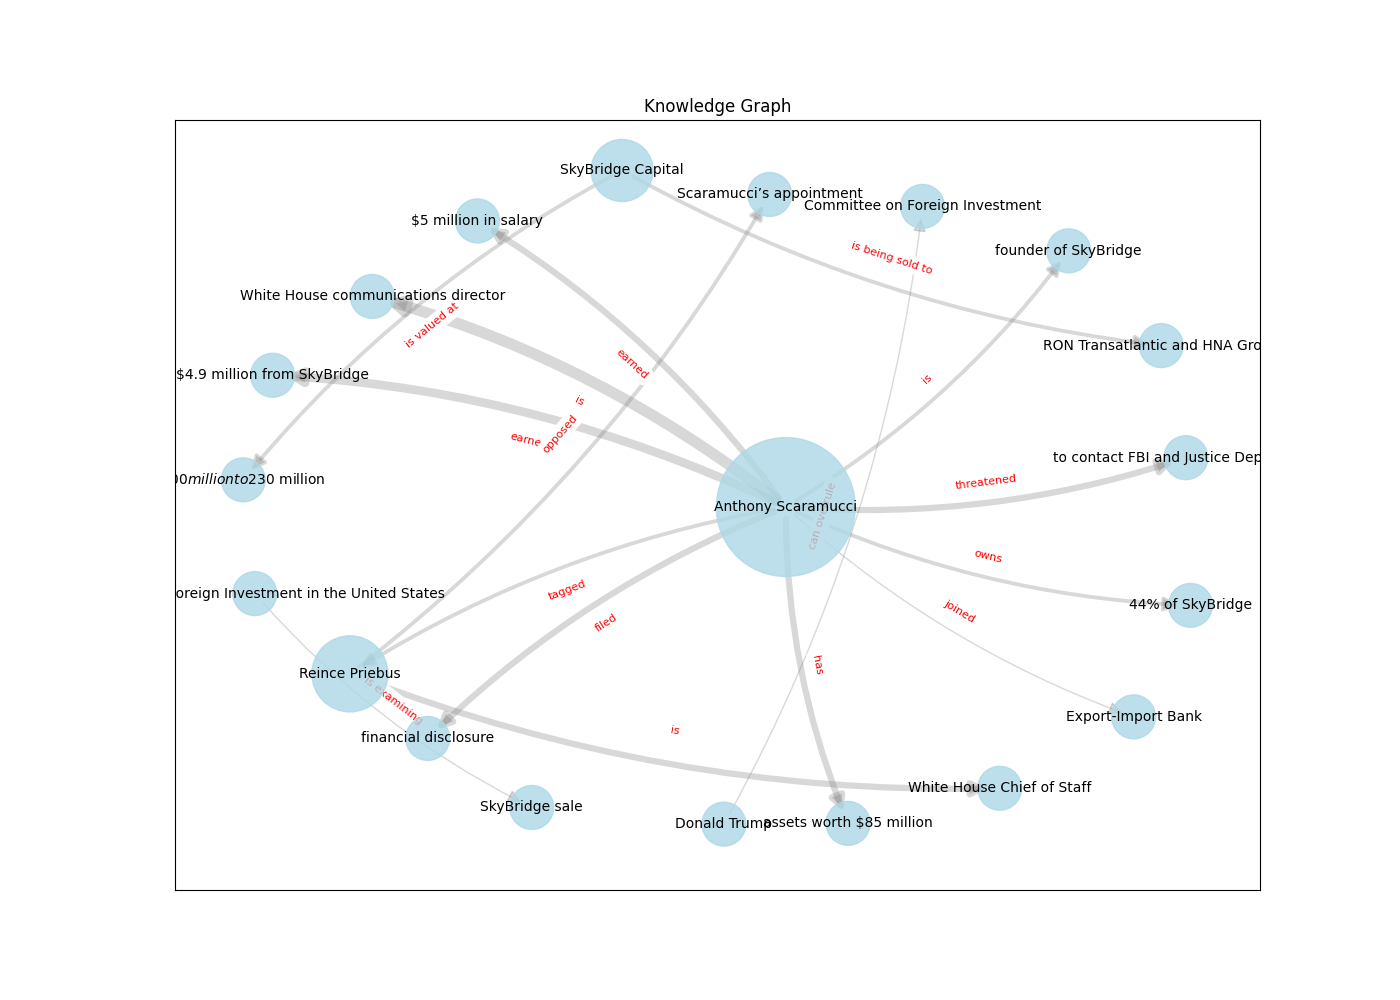 Knowledge Graph
SkyBridge Capital
Scaramucci’s appointment
Committee on Foreign Investment
$5 million in salary
founder of SkyBridge
is being sold to
White House communications director
is valued at
RON Transatlantic and HNA Gro
earned
$4.9 million from SkyBridge
is
is
opposed
earne
to contact FBI and Justice Dep
00millionto230 million
threatened
Anthony Scaramucci
can overrule
owns
oreign Investment in the United States
tagged
44% of SkyBridge
joined
filed
has
Reince Priebus
is examining
Export-Import Bank
financial disclosure
is
White House Chief of Staff
SkyBridge sale
Donald Trump
assets worth $85 million